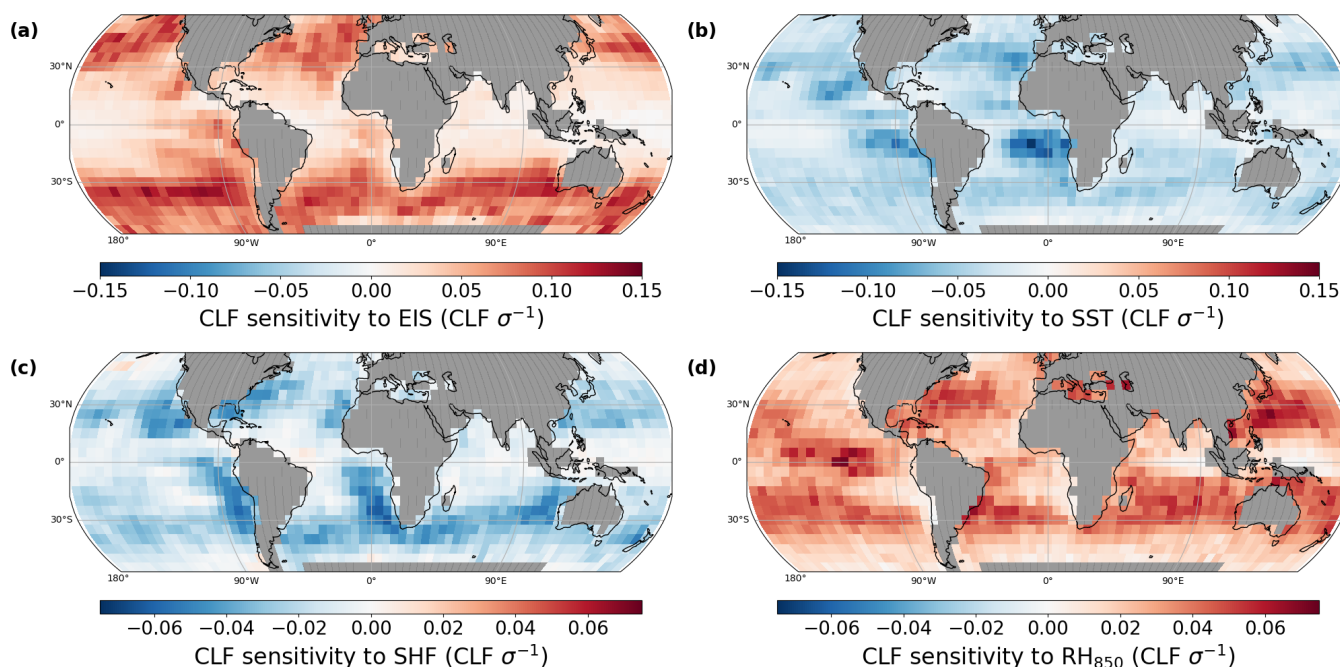 (a)
30°N
0°
30°S
180°
90°W
0°
90°E
−0.15 −0.10 −0.05 0.00 0.05 0.10 0.15
CLF sensitivity to EIS (CLF σ⁻¹)
(b)
30°N
0°
30°S
180°
90°W
0°
90°E
−0.15 −0.10 −0.05 0.00 0.05 0.10 0.15
CLF sensitivity to SST (CLF σ⁻¹)
(c)
30°N
0°
30°S
180°
90°W
0°
90°E
−0.06 −0.04 −0.02 0.00 0.02 0.04 0.06
CLF sensitivity to SHF (CLF σ⁻¹)
(d)
30°N
0°
30°S
180°
90°W
0°
90°E
−0.06 −0.04 −0.02 0.00 0.02 0.04 0.06
CLF sensitivity to RH₈₅₀ (CLF σ⁻¹)